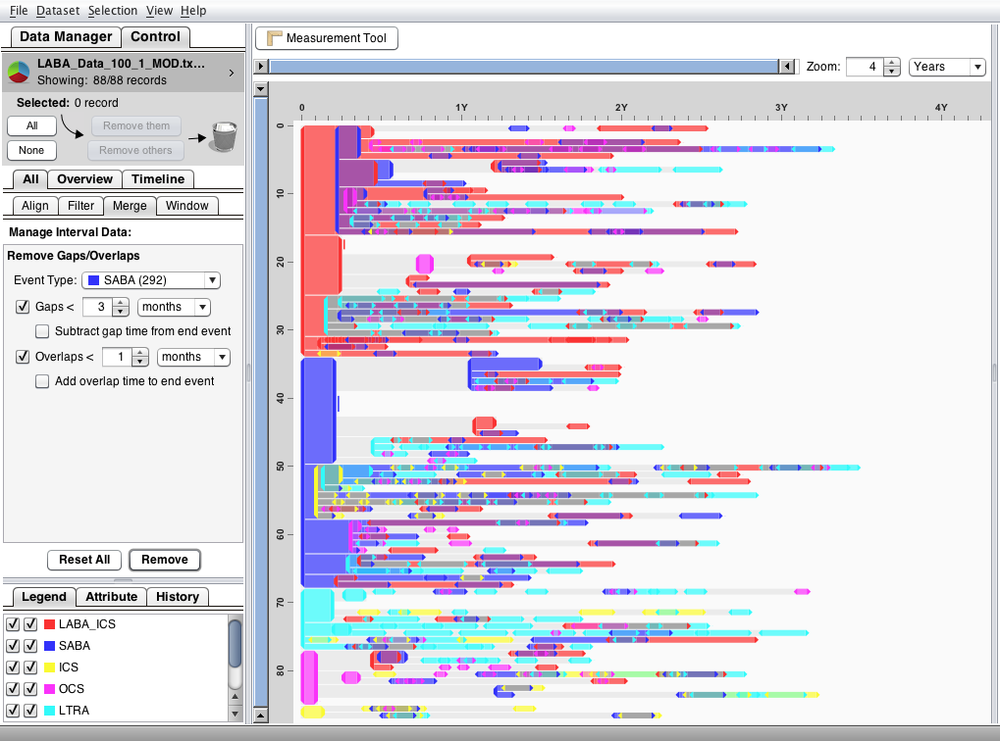 File Dataset Selection View Help
Data Manager Control
LABA_Data_100_1_MOD.tx...
Showing: 88/88 records
Selected: 0 record
All Remove them
None Remove others
All Overview Timeline
Align Filter Merge Window
Manage Interval Data:
Remove Gaps/Overlaps
Event Type: SABA (292)
Gaps < 3 months
Subtract gap time from end event
Overlaps < 1 months
Add overlap time to end event
Reset All Remove
Legend Attribute History
LABA_ICS
SABA
ICS
OCS
LTRA
Measurement Tool
Zoom: 4 Years
0 1Y 2Y 3Y 4Y
0
10
20
30
40
50
60
70
80